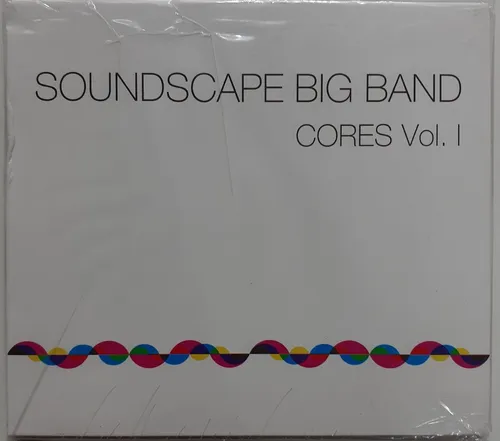 SOUNDSCAPE BIG BAND
CORES Vol. I